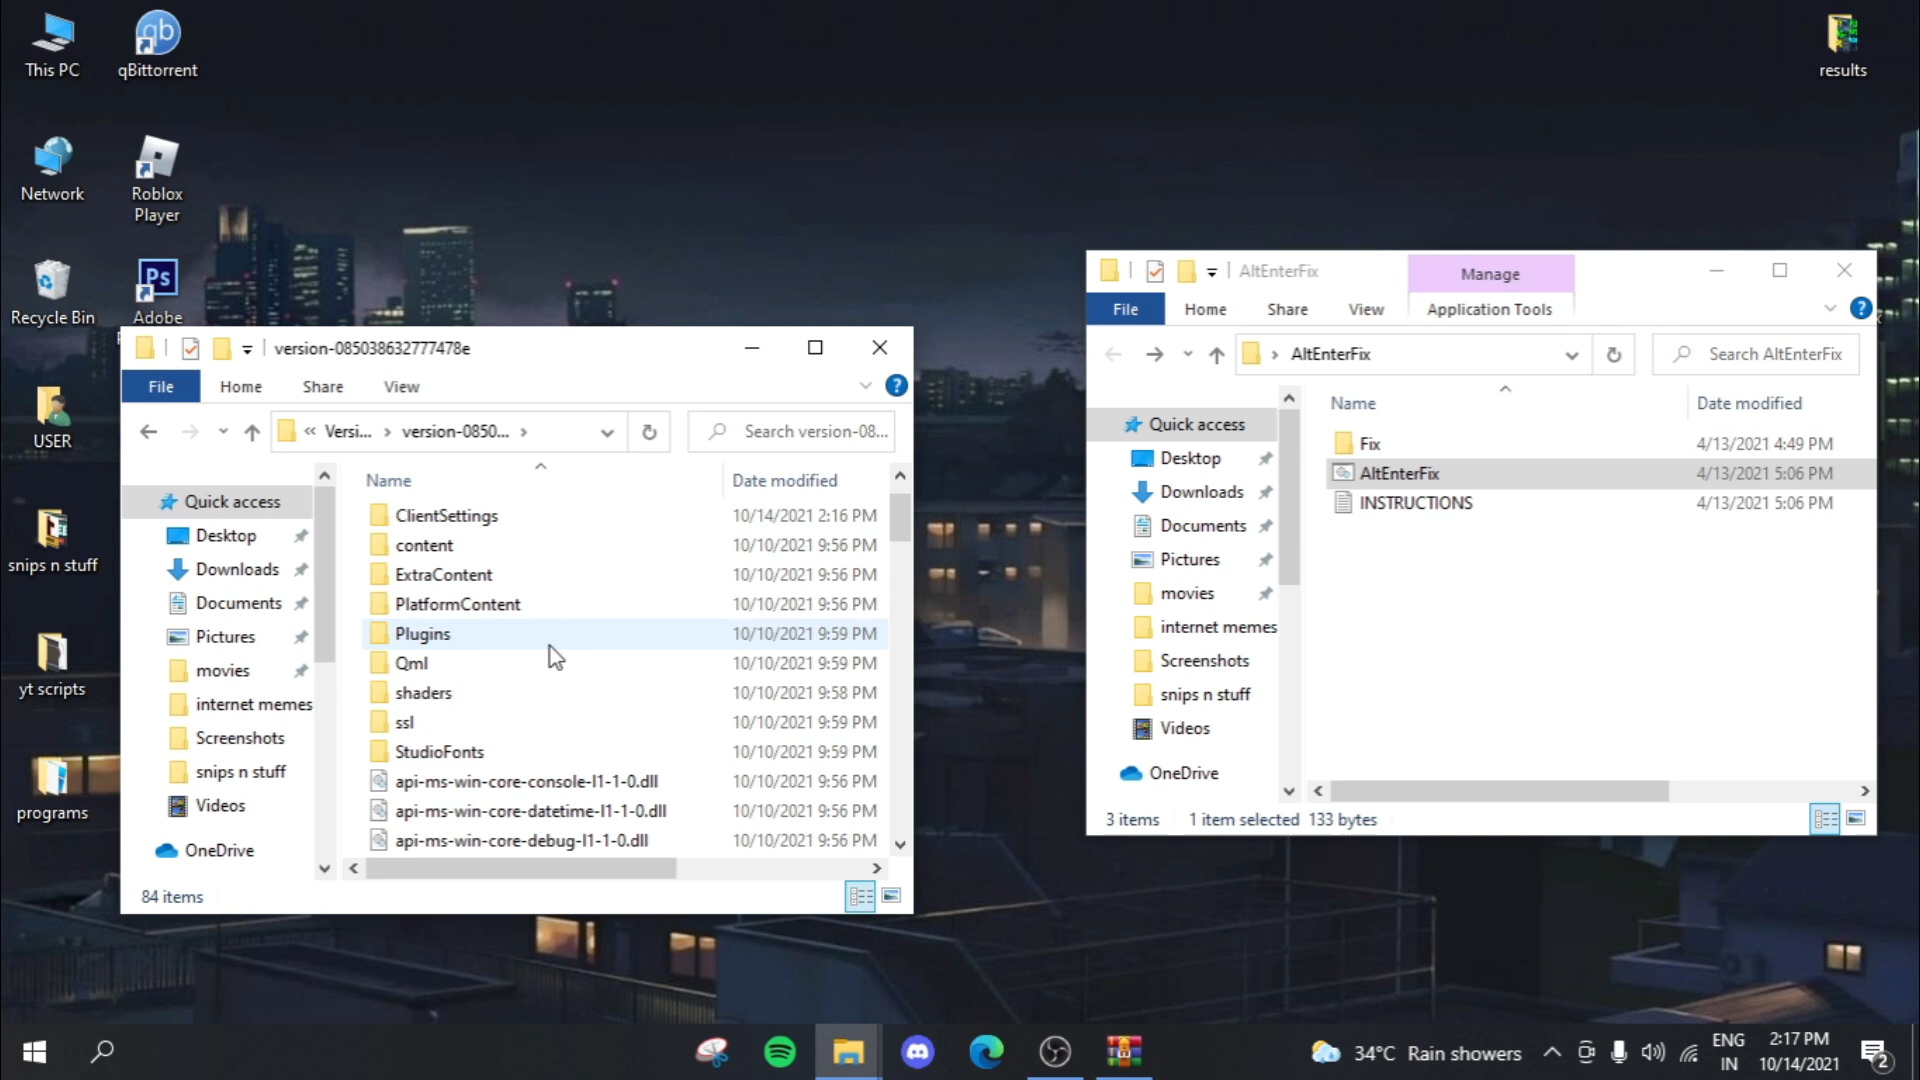 This PC
qBittorrent
results
Network
Roblox
Player
Recycle Bin
Ps
Adobe
USER
snips n stuff
yt scripts
programs
version-085038632777478e
File
Home
Share
View
« Versi... › version-0850... ›
Search version-08...
Name
Date modified
Quick access
Desktop
Downloads
Documents
Pictures
movies
internet memes
Screenshots
snips n stuff
Videos
OneDrive
ClientSettings 10/14/2021 2:16 PM
content 10/10/2021 9:56 PM
ExtraContent 10/10/2021 9:56 PM
PlatformContent 10/10/2021 9:56 PM
Plugins 10/10/2021 9:59 PM
Qml 10/10/2021 9:59 PM
shaders 10/10/2021 9:58 PM
ssl 10/10/2021 9:59 PM
StudioFonts 10/10/2021 9:59 PM
api-ms-win-core-console-l1-1-0.dll 10/10/2021 9:56 PM
api-ms-win-core-datetime-l1-1-0.dll 10/10/2021 9:56 PM
api-ms-win-core-debug-l1-1-0.dll 10/10/2021 9:56 PM
84 items
AltEnterFix
Manage
File
Home
Share
View
Application Tools
› AltEnterFix
Search AltEnterFix
Name
Date modified
Quick access
Desktop
Downloads
Documents
Pictures
movies
internet memes
Screenshots
snips n stuff
Videos
OneDrive
Fix 4/13/2021 4:49 PM
AltEnterFix 4/13/2021 5:06 PM
INSTRUCTIONS 4/13/2021 5:06 PM
3 items 1 item selected 133 bytes
34°C Rain showers
ENG
IN
2:17 PM
10/14/2021
2